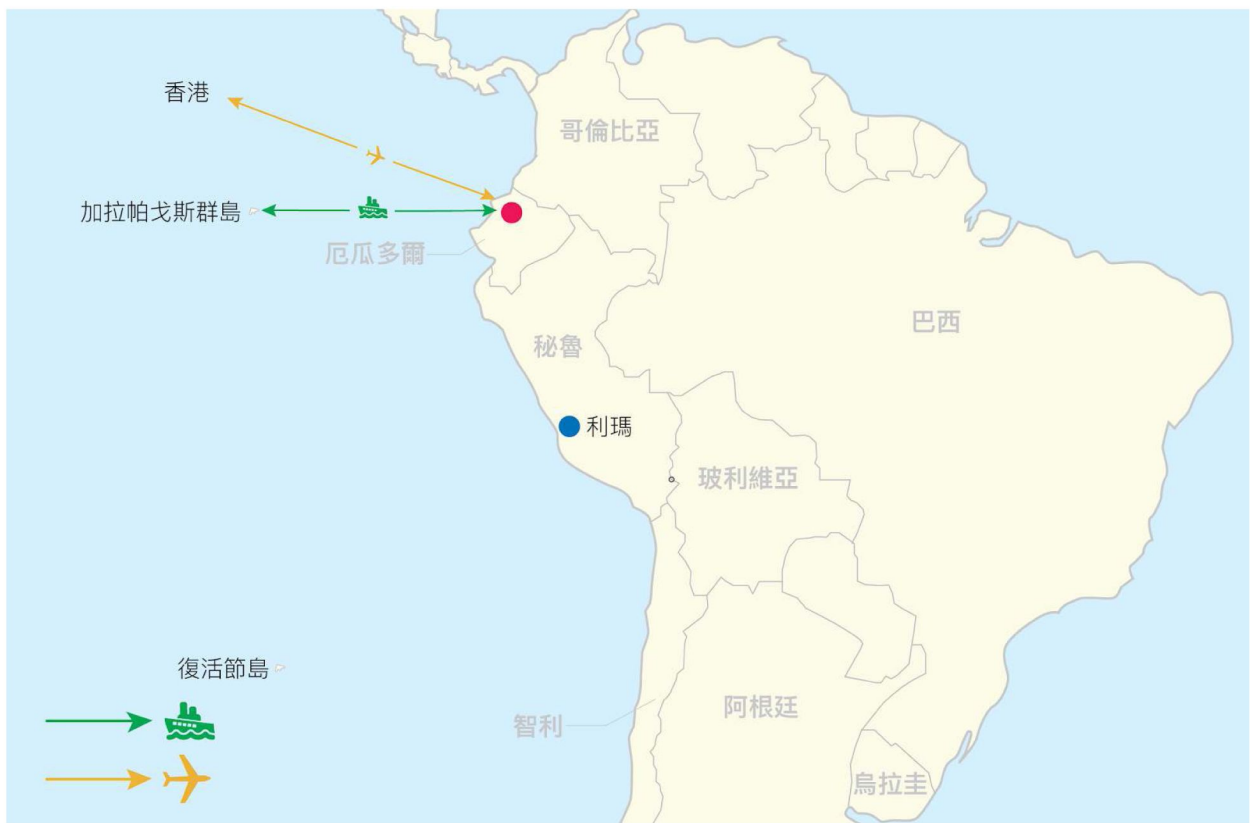 香港
哥倫比亞
加拉帕戈斯群島
厄瓜多爾
巴西
秘魯
利瑪
玻利維亞
復活節島
阿根廷
智利
烏拉圭